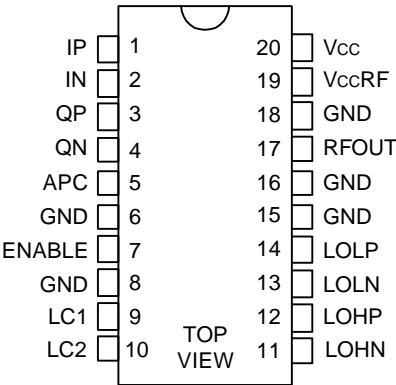 IP 1 20 VCC
IN 2 19 VCCRF
QP 3 18 GND
QN 4 17 RFOUT
APC 5 16 GND
GND 6 15 GND
ENABLE 7 14 LOLP
GND 8 13 LOLN
LC1 9 12 LOHP
LC2 10 11 LOHN
TOP
VIEW